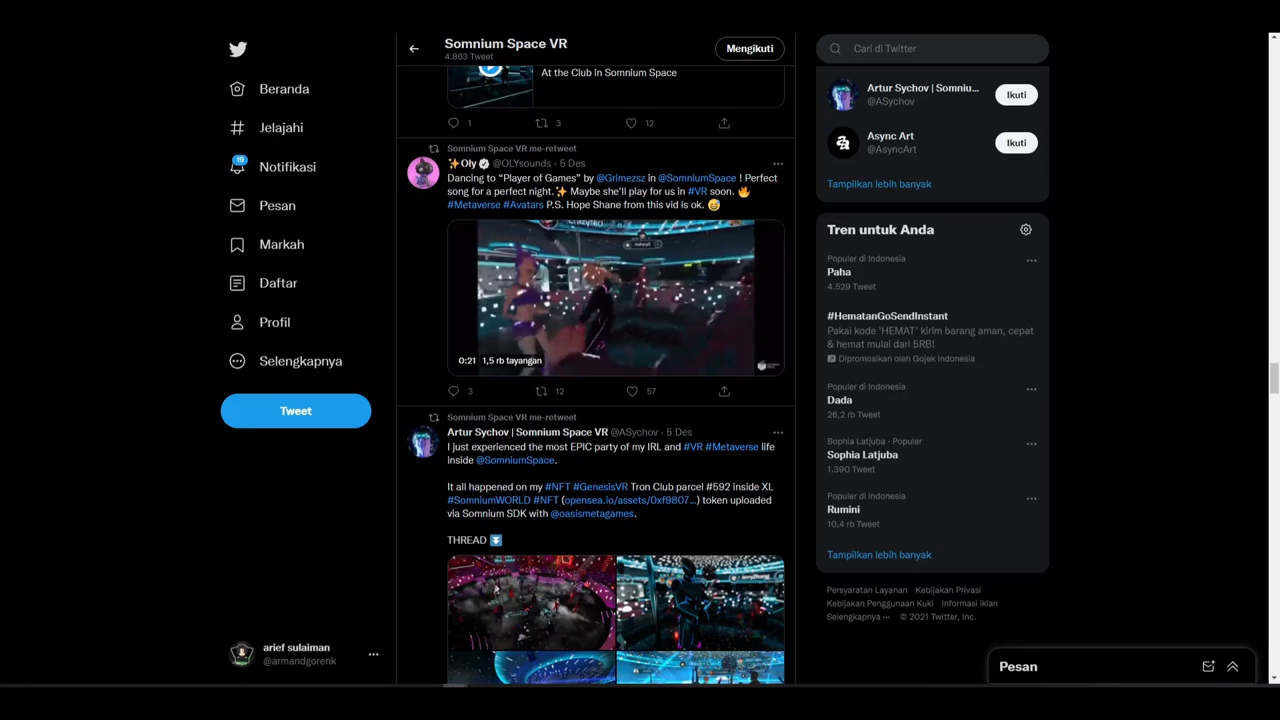 Somnium Space VR
4.863 Tweet
Mengikuti
Cari di Twitter
Beranda
Jelajahi
19
Notifikasi
Pesan
Markah
Daftar
Profil
Selengkapnya
Tweet
arief sulaiman
@armandgorenk
At the Club in Somnium Space
1
3
12
Somnium Space VR me-retweet
Oly @OLYsounds · 5 Des
Dancing to “Player of Games” by @Grimezsz in @SomniumSpace ! Perfect
song for a perfect night. Maybe she’ll play for us in #VR soon.
#Metaverse #Avatars P.S. Hope Shane from this vid is ok.
0:21 1,5 rb tayangan
3
12
57
Somnium Space VR me-retweet
Artur Sychov | Somnium Space VR @ASychov · 5 Des
I just experienced the most EPIC party of my IRL and #VR #Metaverse life
inside @SomniumSpace.
It all happened on my #NFT #GenesisVR Tron Club parcel #592 inside XL
#SomniumWORLD #NFT (opensea.io/assets/0xf9807...) token uploaded
via Somnium SDK with @oasismetagames.
THREAD
Artur Sychov | Somniu...
@ASychov
Ikuti
Async Art
@AsyncArt
Ikuti
Tampilkan lebih banyak
Tren untuk Anda
Populer di Indonesia
Paha
4.529 Tweet
#HematanGoSendInstant
Pakai kode 'HEMAT' kirim barang aman, cepat
& hemat mulai dari 5RB!
Dipromosikan oleh Gojek Indonesia
Populer di Indonesia
Dada
26,2 rb Tweet
Sophia Latjuba - Populer
Sophia Latjuba
1.390 Tweet
Populer di Indonesia
Rumini
10,4 rb Tweet
Tampilkan lebih banyak
Persyaratan Layanan Kebijakan Privasi
Kebijakan Penggunaan Kuki Informasi iklan
Selengkapnya ··· © 2021 Twitter, Inc.
Pesan